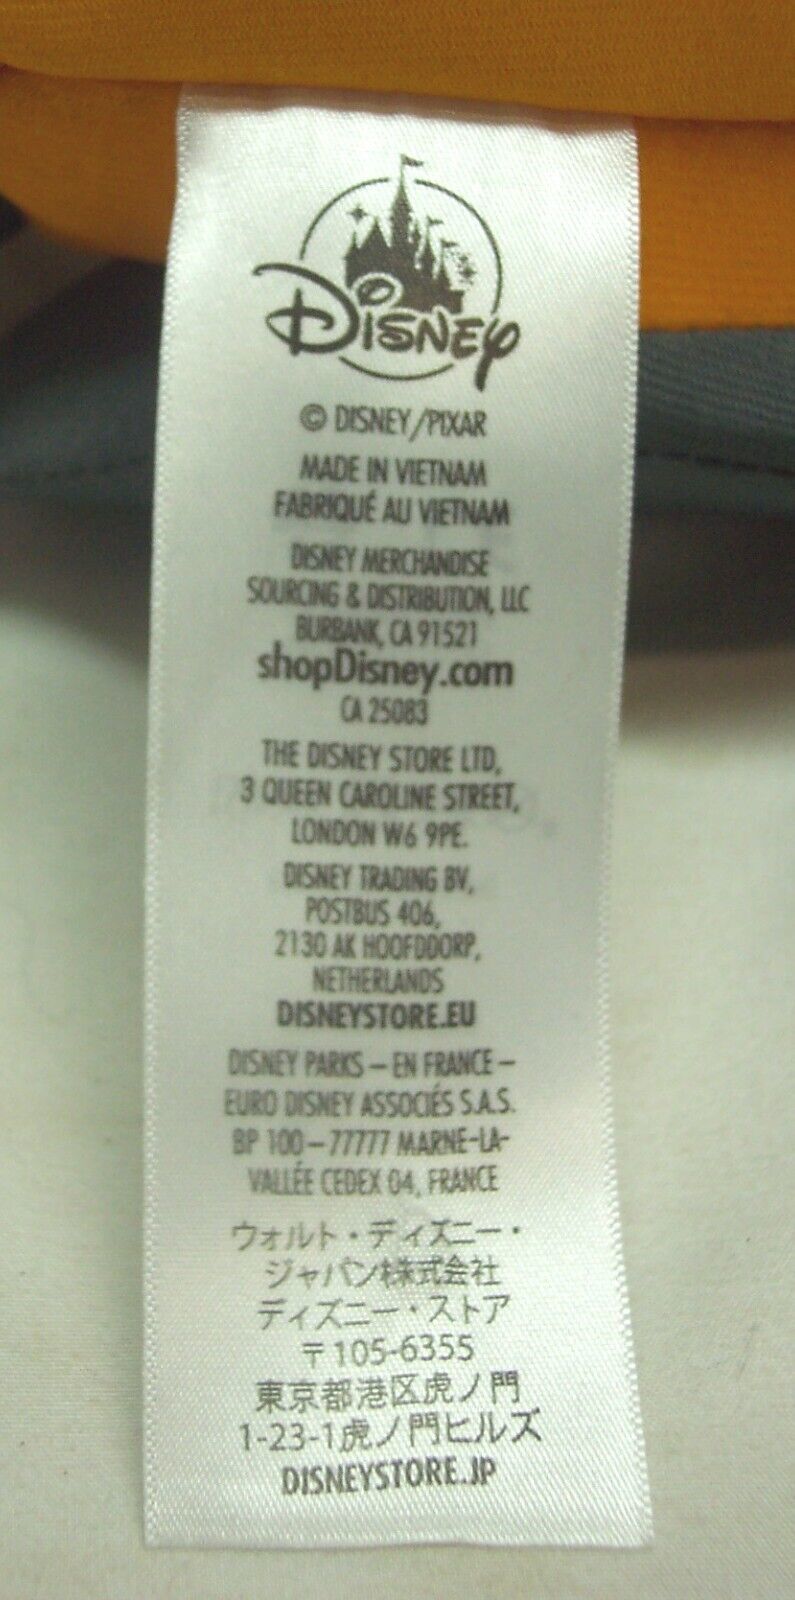 Disney
© DISNEY/PIXAR
MADE IN VIETNAM
FABRIQUÉ AU VIETNAM
DISNEY MERCHANDISE
SOURCING & DISTRIBUTION, LLC
BURBANK, CA 91521
shopDisney.com
CA 25083
THE DISNEY STORE LTD,
3 QUEEN CAROLINE STREET,
LONDON W6 9PE.
DISNEY TRADING BV,
POSTBUS 406,
2130 AK HOOFDDORP,
NETHERLANDS
DISNEYSTORE.EU
DISNEY PARKS – EN FRANCE –
EURO DISNEY ASSOCIÉS S.A.S.
BP 100 – 77777 MARNE-LA-
VALLÉE CEDEX 04, FRANCE
ウォルト・ディズニー・
ジャパン株式会社
ディズニー・ストア
〒105-6355
東京都港区虎ノ門
1-23-1虎ノ門ヒルズ
DISNEYSTORE.JP